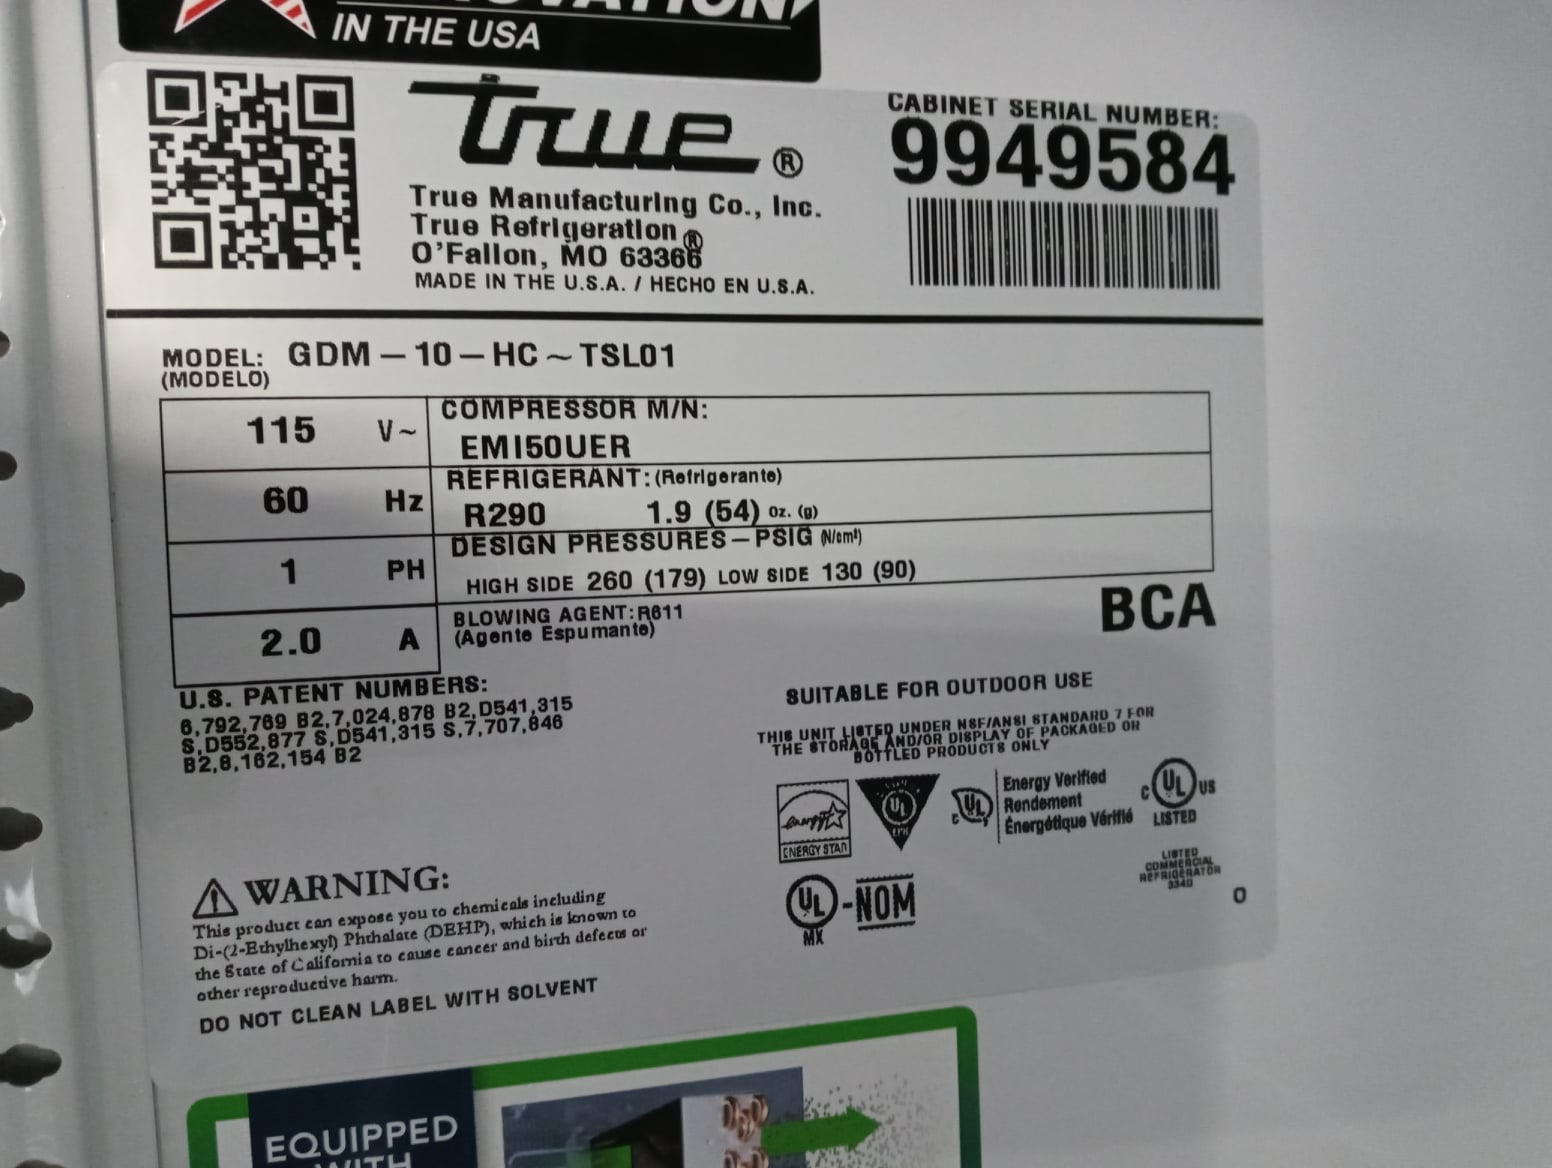 IN THE USA
true®
True Manufacturing Co., Inc.
True Refrigeration®
O'Fallon, MO 63366
MADE IN THE U.S.A. / HECHO EN U.S.A.
CABINET SERIAL NUMBER:
9949584
MODEL: GDM-10-HC~TSL01
(MODELO)
115 V~
60 Hz
1 PH
2.0 A
COMPRESSOR M/N:
EMI50UER
REFRIGERANT: (Refrigerante)
R290 1.9 (54) oz. (g)
DESIGN PRESSURES-PSIG (N/cm²)
HIGH SIDE 260 (179) LOW SIDE 130 (90)
BLOWING AGENT: R611
(Agente Espumante)
BCA
U.S. PATENT NUMBERS:
6,792,769 B2,7,024,878 B2,D541,315
S,D552,877 S,D541,315 S,7,707,846
B2,8,162,154 B2
SUITABLE FOR OUTDOOR USE
THIS UNIT LISTED UNDER NSF/ANSI STANDARD 7 FOR
THE STORAGE AND/OR DISPLAY OF PACKAGED OR
BOTTLED PRODUCTS ONLY
energy
ENERGY STAR
UL
EPH
C UL
Energy Verified
Rendement
Énergétique Vérifié
C UL US
LISTED
LISTED
COMMERCIAL
REFRIGERATOR
3340
O
UL-NOM
MX
WARNING:
This product can expose you to chemicals including
Di-(2-Ethylhexyl) Phthalate (DEHP), which is known to
the State of California to cause cancer and birth defects or
other reproductive harm.
DO NOT CLEAN LABEL WITH SOLVENT
EQUIPPED
WITH